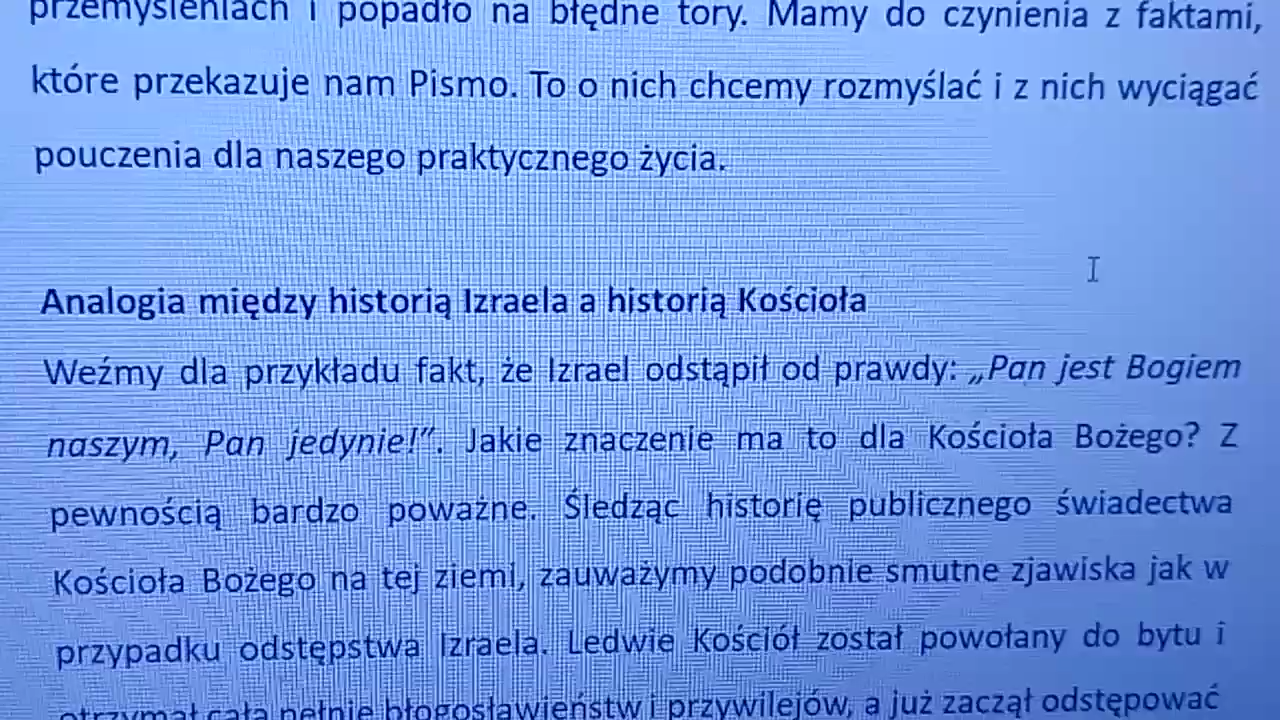 przemyśleniach i popadło na błędne tory. Mamy do czynienia z faktami,
które przekazuje nam Pismo. To o nich chcemy rozmyślać i z nich wyciągać
pouczenia dla naszego praktycznego życia.
Analogia między historią Izraela a historią Kościoła
Weźmy dla przykładu fakt, że Izrael odstąpił od prawdy: „Pan jest Bogiem
naszym, Pan jedynie!”. Jakie znaczenie ma to dla Kościoła Bożego? Z
pewnością bardzo poważne. Śledząc historię publicznego świadectwa
Kościoła Bożego na tej ziemi, zauważymy podobnie smutne zjawiska jak w
przypadku odstępstwa Izraela. Ledwie Kościół został powołany do bytu i
otrzymał całą pełnię błogosławieństw i przywilejów, a już zaczął odstępować